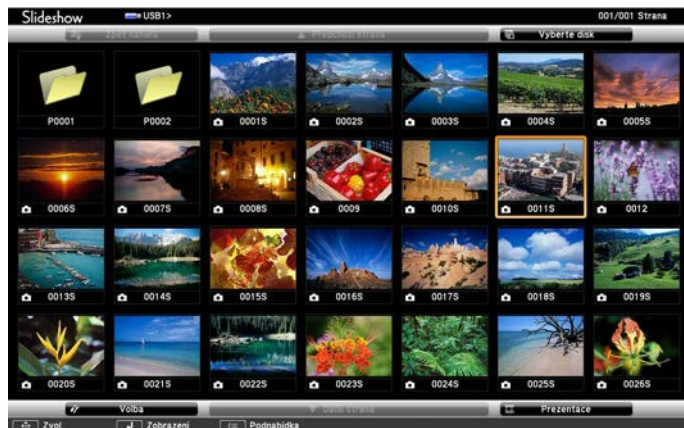 Slideshow USB1> 001/001 Strana
Zpět nahoru ▲ Předchozí strana Vyberte disk
P0001 P0002 0001S 0002S 0003S 0004S 0005S
0006S 0007S 0008S 0009 0010S 0011S 0012
0013S 0014S 0015S 0016S 0017S 0018S 0019S
0020S 0021S 0022S 0023S 0024S 0025S 0026S
Volba ▼ Další strana Prezentace
Zvol Zobrazení Podnabídka